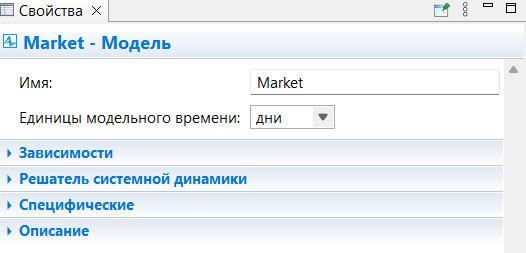 Свойства
Market - Модель
Имя: Market
Единицы модельного времени: дни
Зависимости
Решатель системной динамики
Специфические
Описание